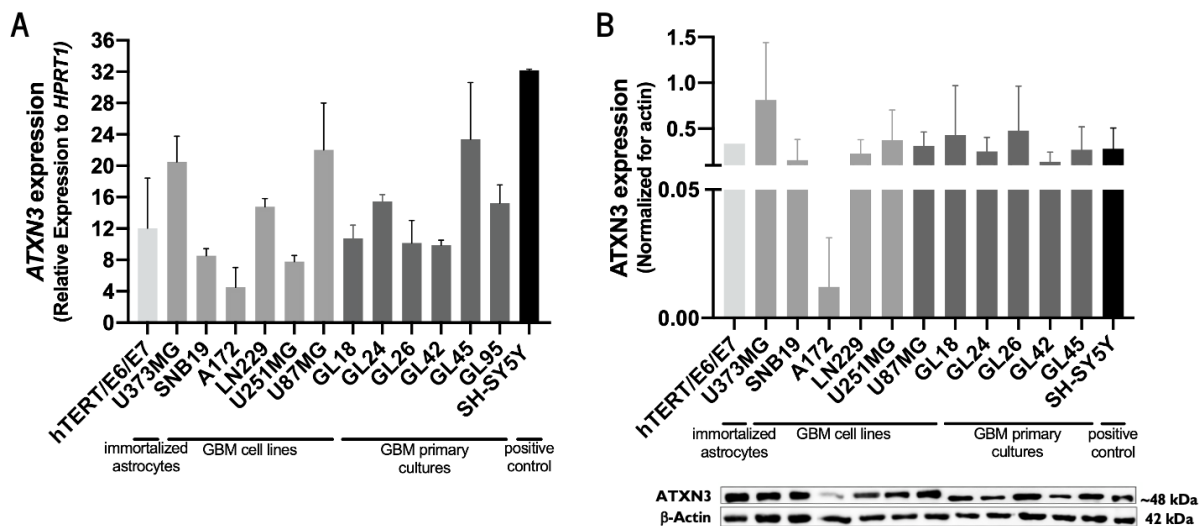 A
ATXN3 expression
(Relative Expression to HPRT1)
36
32
28
24
20
16
12
8
4
0
hTERT/E6/E7
U373MG
SNB19
A172
LN229
U251MG
U87MG
GL18
GL24
GL26
GL42
GL45
GL95
SH-SY5Y
immortalized
astrocytes
GBM cell lines
GBM primary
cultures
positive
control
B
ATXN3 expression
(Normalized for actin)
1.5
1.0
0.5
0.05
0.00
hTERT/E6/E7
U373MG
SNB19
A172
LN229
U251MG
U87MG
GL18
GL24
GL26
GL42
GL45
SH-SY5Y
immortalized
astrocytes
GBM cell lines
GBM primary
cultures
positive
control
ATXN3 ~48 kDa
β-Actin 42 kDa